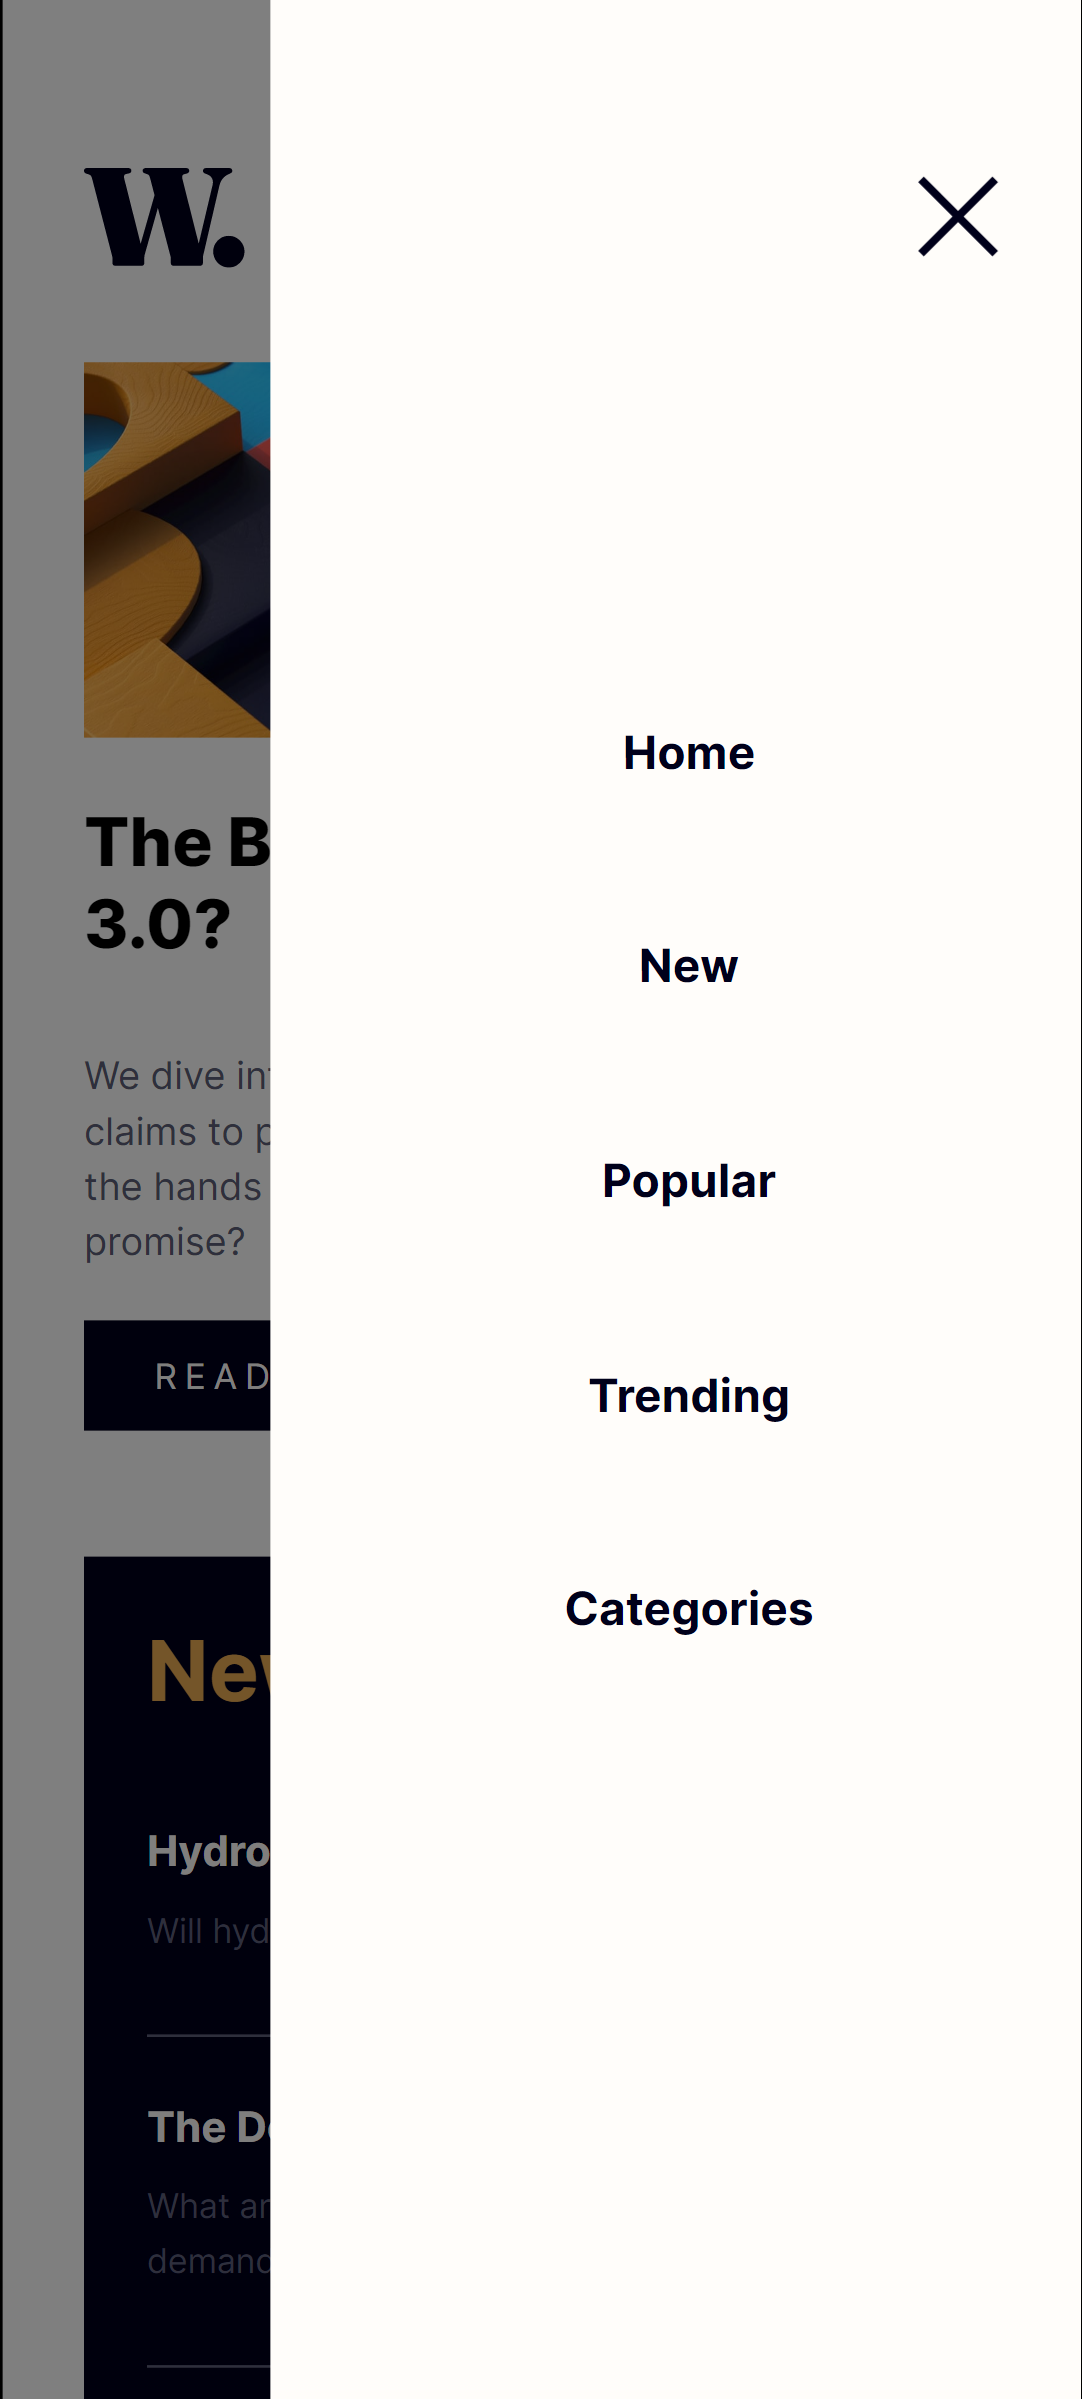 W.
The B
3.0?
We dive in
claims to p
the hands
promise?
READ
New
Hydro
Will hyd
The D
What ar
demand
Home
New
Popular
Trending
Categories